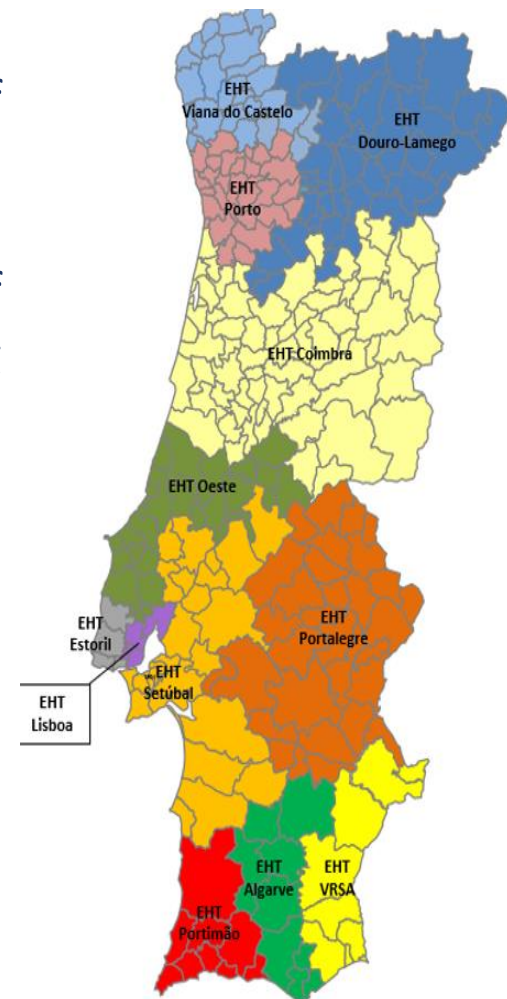 EHT
Viana do Castelo
EHT
Douro-Lamego
EHT
Porto
EHT Coimbra
EHT Oeste
EHT
Estoril
EHT
Portalegre
EHT
Setúbal
EHT
Lisboa
EHT
Algarve
EHT
VRSA
EHT
Portimão